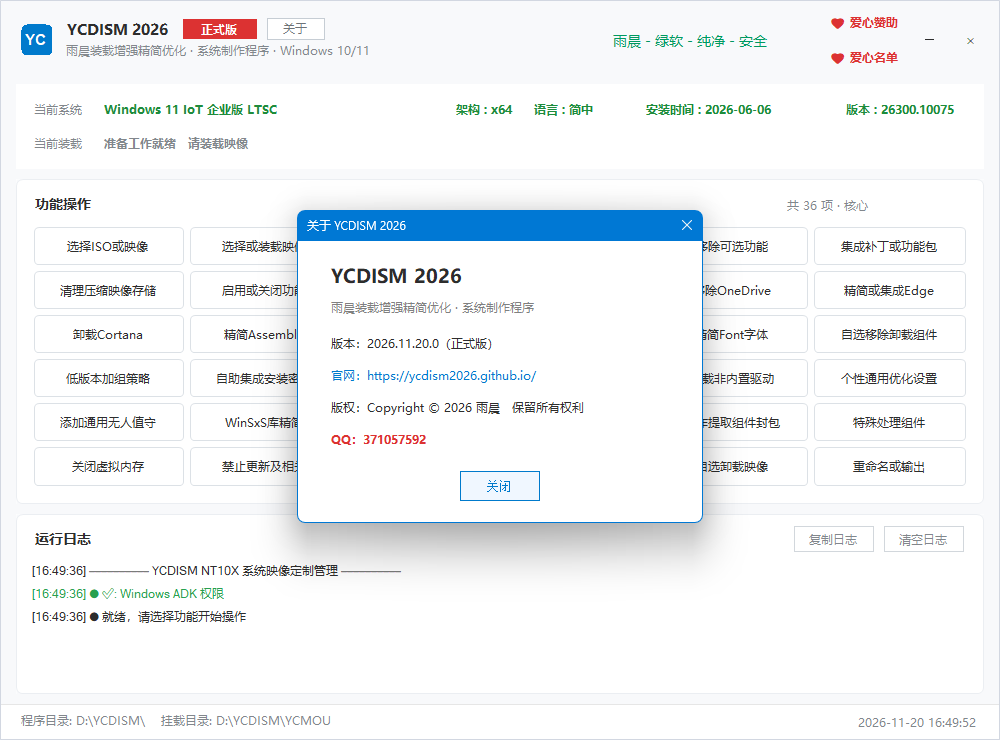 YC YCDISM 2026 正式版 关于
雨晨装载增强精简优化 · 系统制作程序 · Windows 10/11
雨晨 - 绿软 - 纯净 - 安全
爱心赞助
爱心名单
当前系统 Windows 11 IoT 企业版 LTSC 架构：x64 语言：简中 安装时间：2026-06-06 版本：26300.10075
当前装载 准备工作就绪 请装载映像
功能操作 共 36 项 · 核心
选择ISO或映像 选择或装载映 集成补丁或功能包
除可选功能
清理压缩映像存储 启用或关闭功 除OneDrive 精简或集成Edge
卸载Cortana 精简Assembl 简Font字体 自选移除卸载组件
低版本加组策略 自助集成安装密 载非内置驱动 个性通用优化设置
添加通用无人值守 WinSxS库精简 提取组件封包 特殊处理组件
关闭虚拟内存 禁止更新及相 选卸载映像 重命名或输出
关于 YCDISM 2026
YCDISM 2026
雨晨装载增强精简优化 · 系统制作程序
版本：2026.11.20.0（正式版）
官网：https://ycdism2026.github.io/
版权：Copyright © 2026 雨晨 保留所有权利
QQ：371057592
关闭
运行日志 复制日志 清空日志
[16:49:36] —————— YCDISM NT10X 系统映像定制管理 ——————
[16:49:36] ● ✅: Windows ADK 权限
[16:49:36] ● 就绪，请选择功能开始操作
程序目录: D:\YCDISM\ 挂载目录: D:\YCDISM\YCMOU 2026-11-20 16:49:52